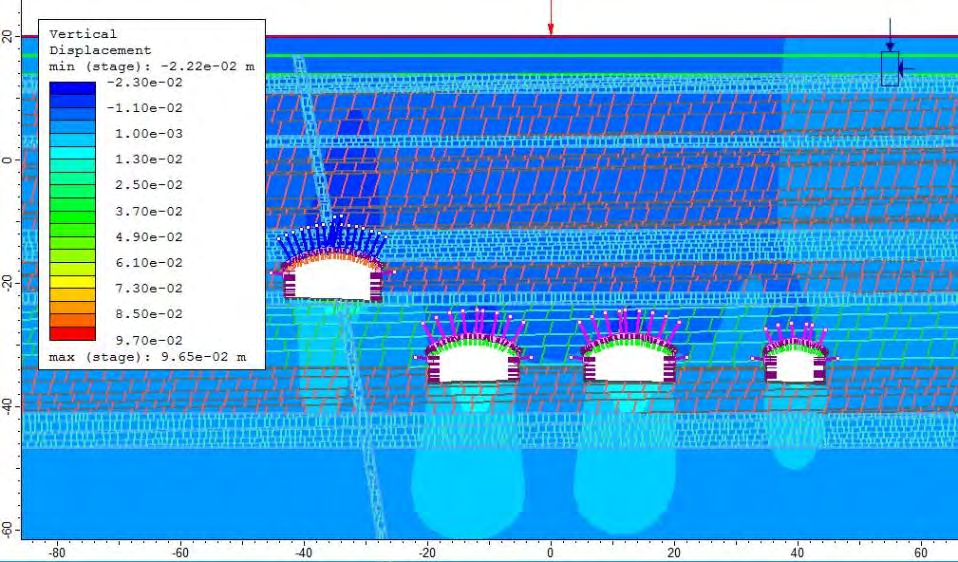 Vertical
Displacement
min (stage): -2.22e-02 m
-2.30e-02
-1.10e-02
1.00e-03
1.30e-02
2.50e-02
3.70e-02
4.90e-02
6.10e-02
7.30e-02
8.50e-02
9.70e-02
max (stage): 9.65e-02 m
20
0
-20
-40
-60
-80 -60 -40 -20 0 20 40 60